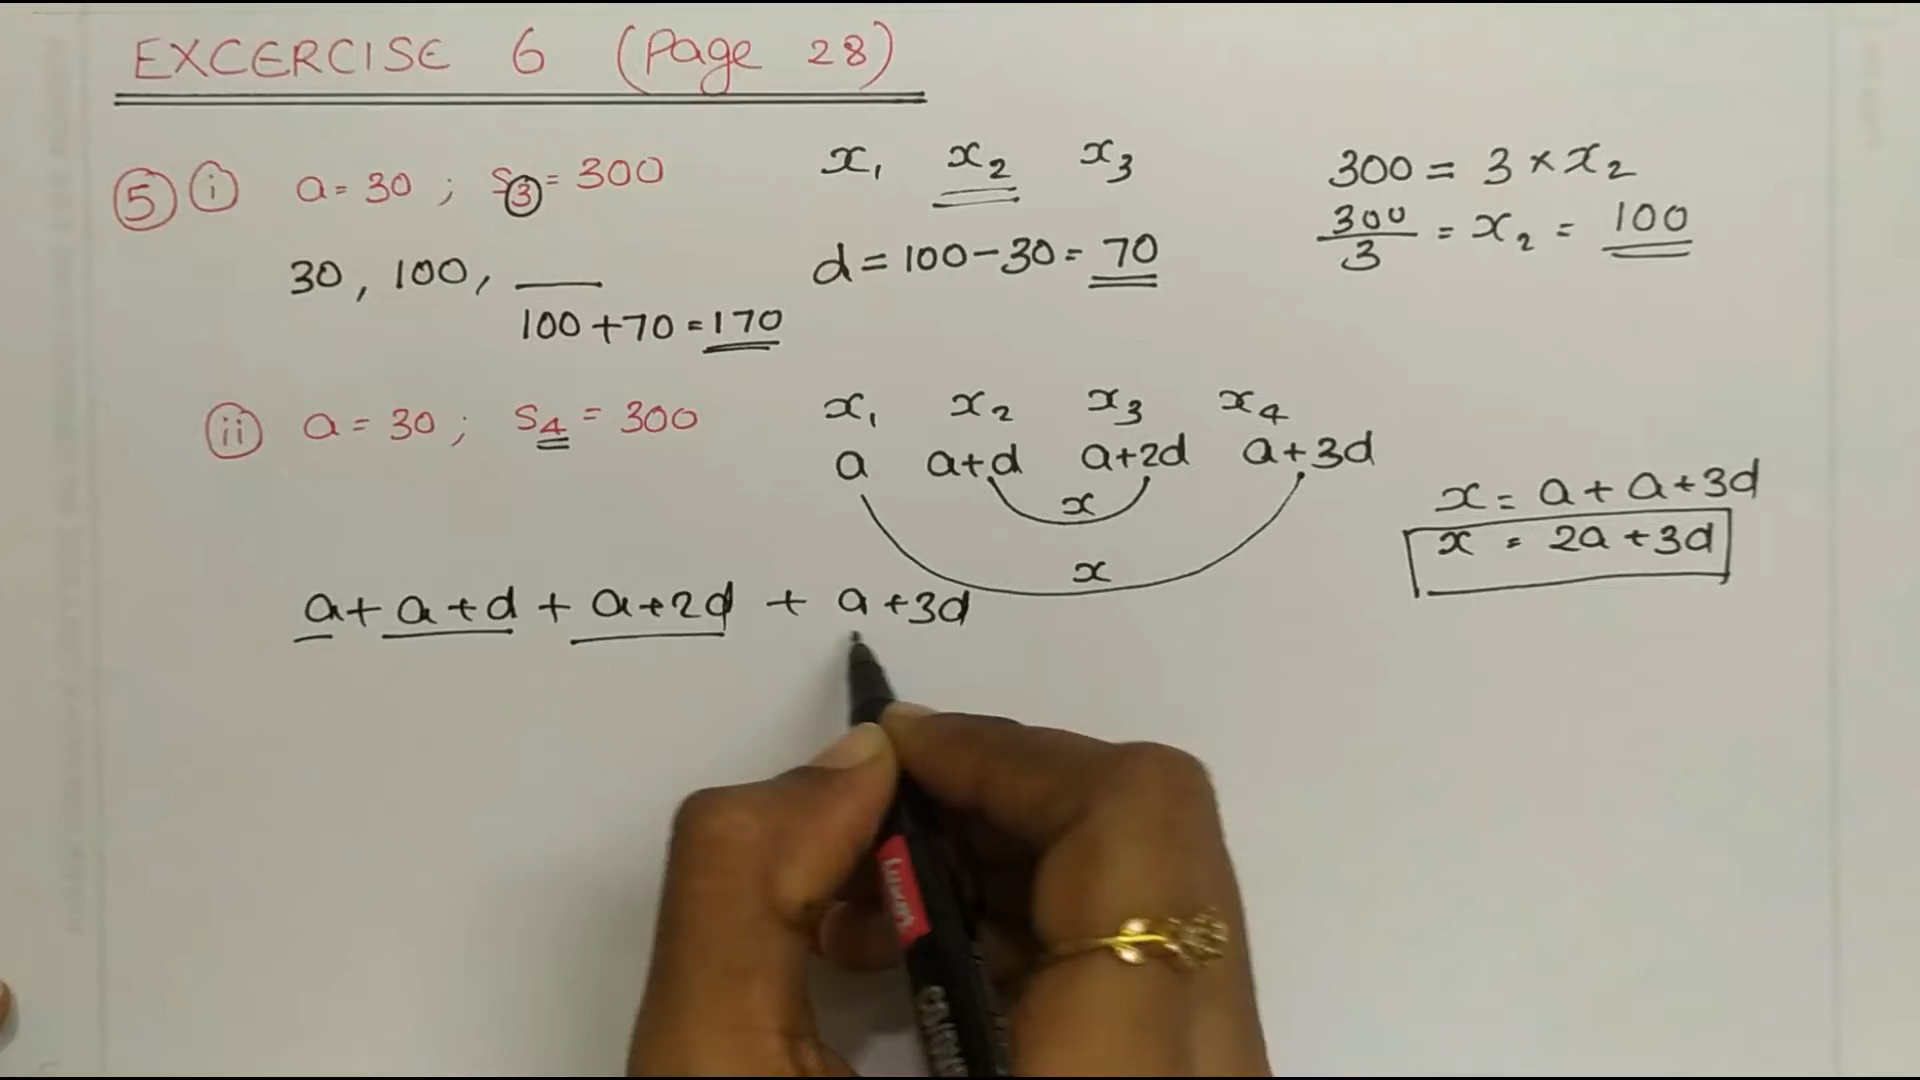 EXCERCISE 6 (Page 28)
5 i a = 30 ; S3 = 300
x1 x2 x3
300 = 3 × x2
300/3 = x2 = 100
30, 100, ___
d = 100 - 30 = 70
100 + 70 = 170
ii a = 30 ; S4 = 300
x1 x2 x3 x4
a a+d a+2d a+3d
x
x
x = a + a + 3d
x = 2a + 3d
a + a + d + a + 2d + a + 3d